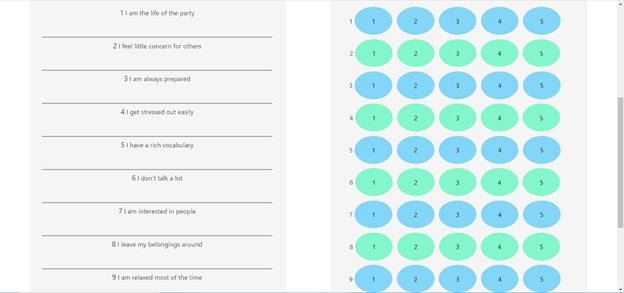 1 I am the life of the party
2 I feel little concern for others
3 I am always prepared
4 I get stressed out easily
5 I have a rich vocabulary
6 I don't talk a lot
7 I am interested in people
8 I leave my belongings around
9 I am relaxed most of the time
1 1 2 3 4 5
2 1 2 3 4 5
3 1 2 3 4 5
4 1 2 3 4 5
5 1 2 3 4 5
6 1 2 3 4 5
7 1 2 3 4 5
8 1 2 3 4 5
9 1 2 3 4 5